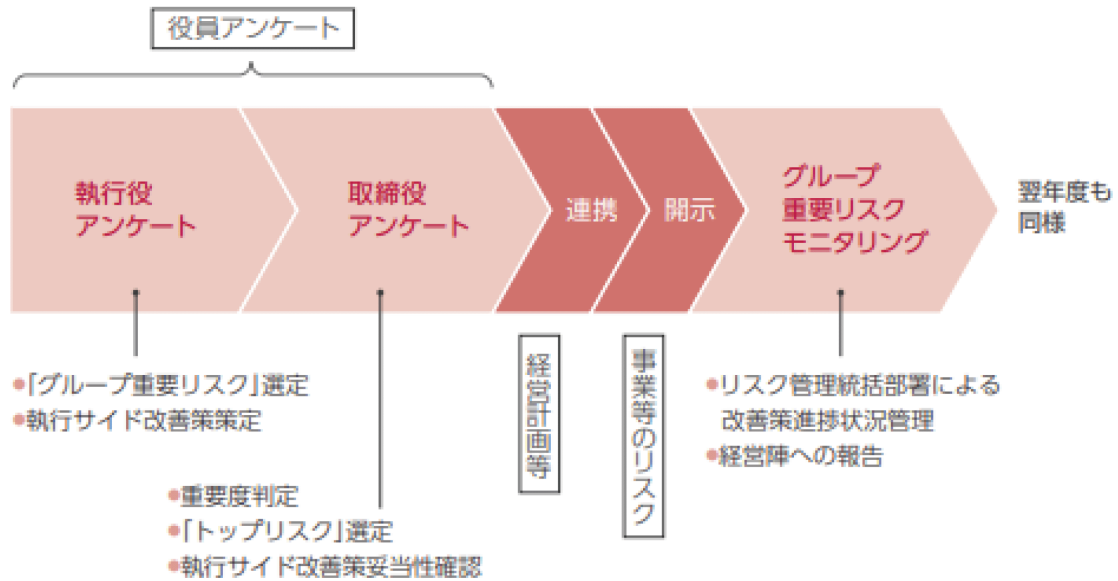 役員アンケート
執行役
アンケート
取締役
アンケート
連携
開示
グループ
重要リスク
モニタリング
翌年度も
同様
●「グループ重要リスク」選定
●執行サイド改善策策定
●重要度判定
●「トップリスク」選定
●執行サイド改善策妥当性確認
経営計画等
事業等のリスク
●リスク管理統括部署による
改善策進捗状況管理
●経営陣への報告